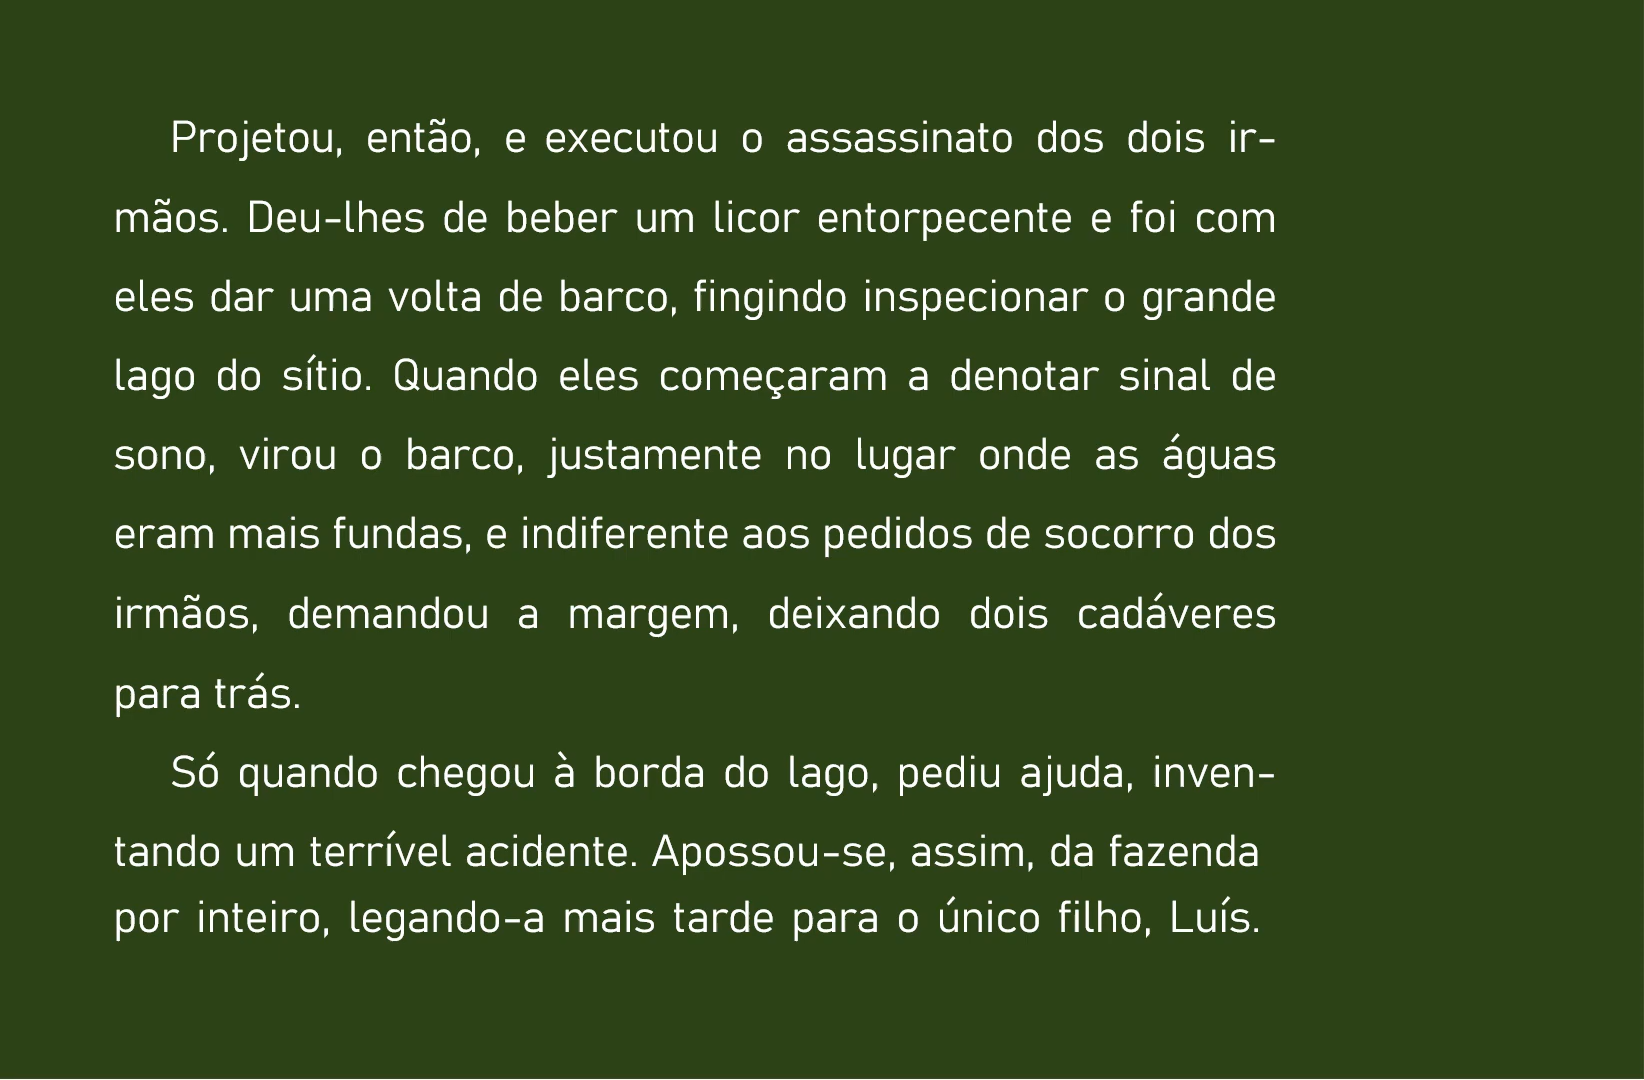 Projetou, então, e executou o assassinato dos dois ir-
mãos. Deu-lhes de beber um licor entorpecente e foi com
eles dar uma volta de barco, fingindo inspecionar o grande
lago do sítio. Quando eles começaram a denotar sinal de
sono, virou o barco, justamente no lugar onde as águas
eram mais fundas, e indiferente aos pedidos de socorro dos
irmãos, demandou a margem, deixando dois cadáveres
para trás.
Só quando chegou à borda do lago, pediu ajuda, inven-
tando um terrível acidente. Apossou-se, assim, da fazenda
por inteiro, legando-a mais tarde para o único filho, Luís.